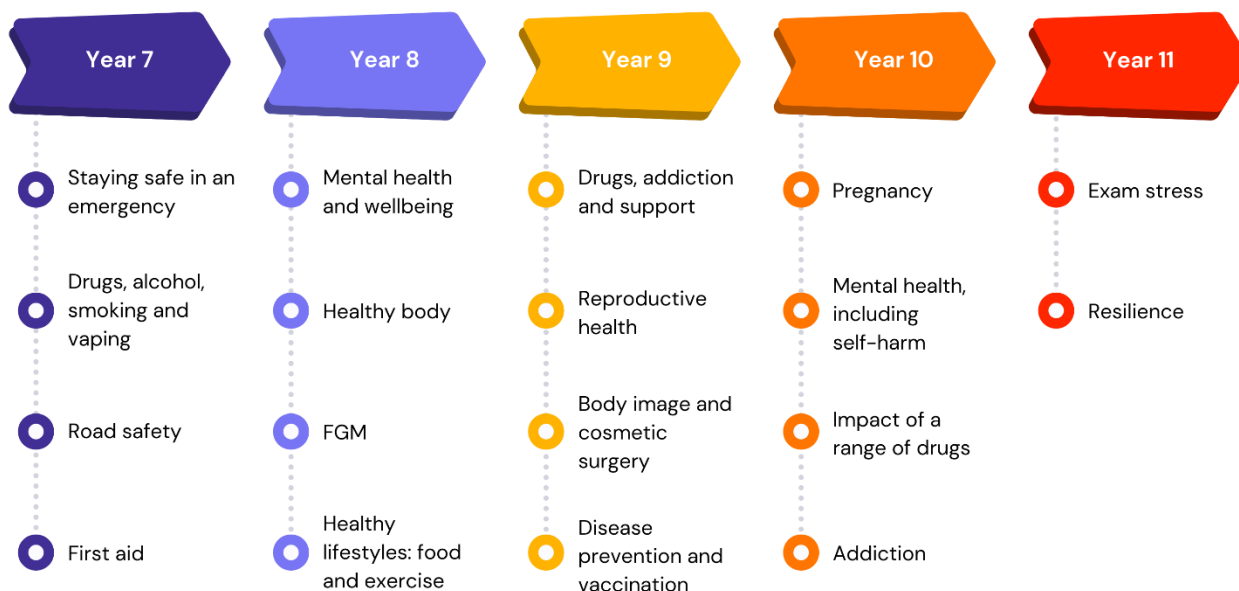 Year 7
Staying safe in an
emergency
Drugs, alcohol,
smoking and
vaping
Road safety
First aid
Year 8
Mental health
and wellbeing
Healthy body
FGM
Healthy
lifestyles: food
and exercise
Year 9
Drugs, addiction
and support
Reproductive
health
Body image and
cosmetic
surgery
Disease
prevention and
vaccination
Year 10
Pregnancy
Mental health,
including
self-harm
Impact of a
range of drugs
Addiction
Year 11
Exam stress
Resilience